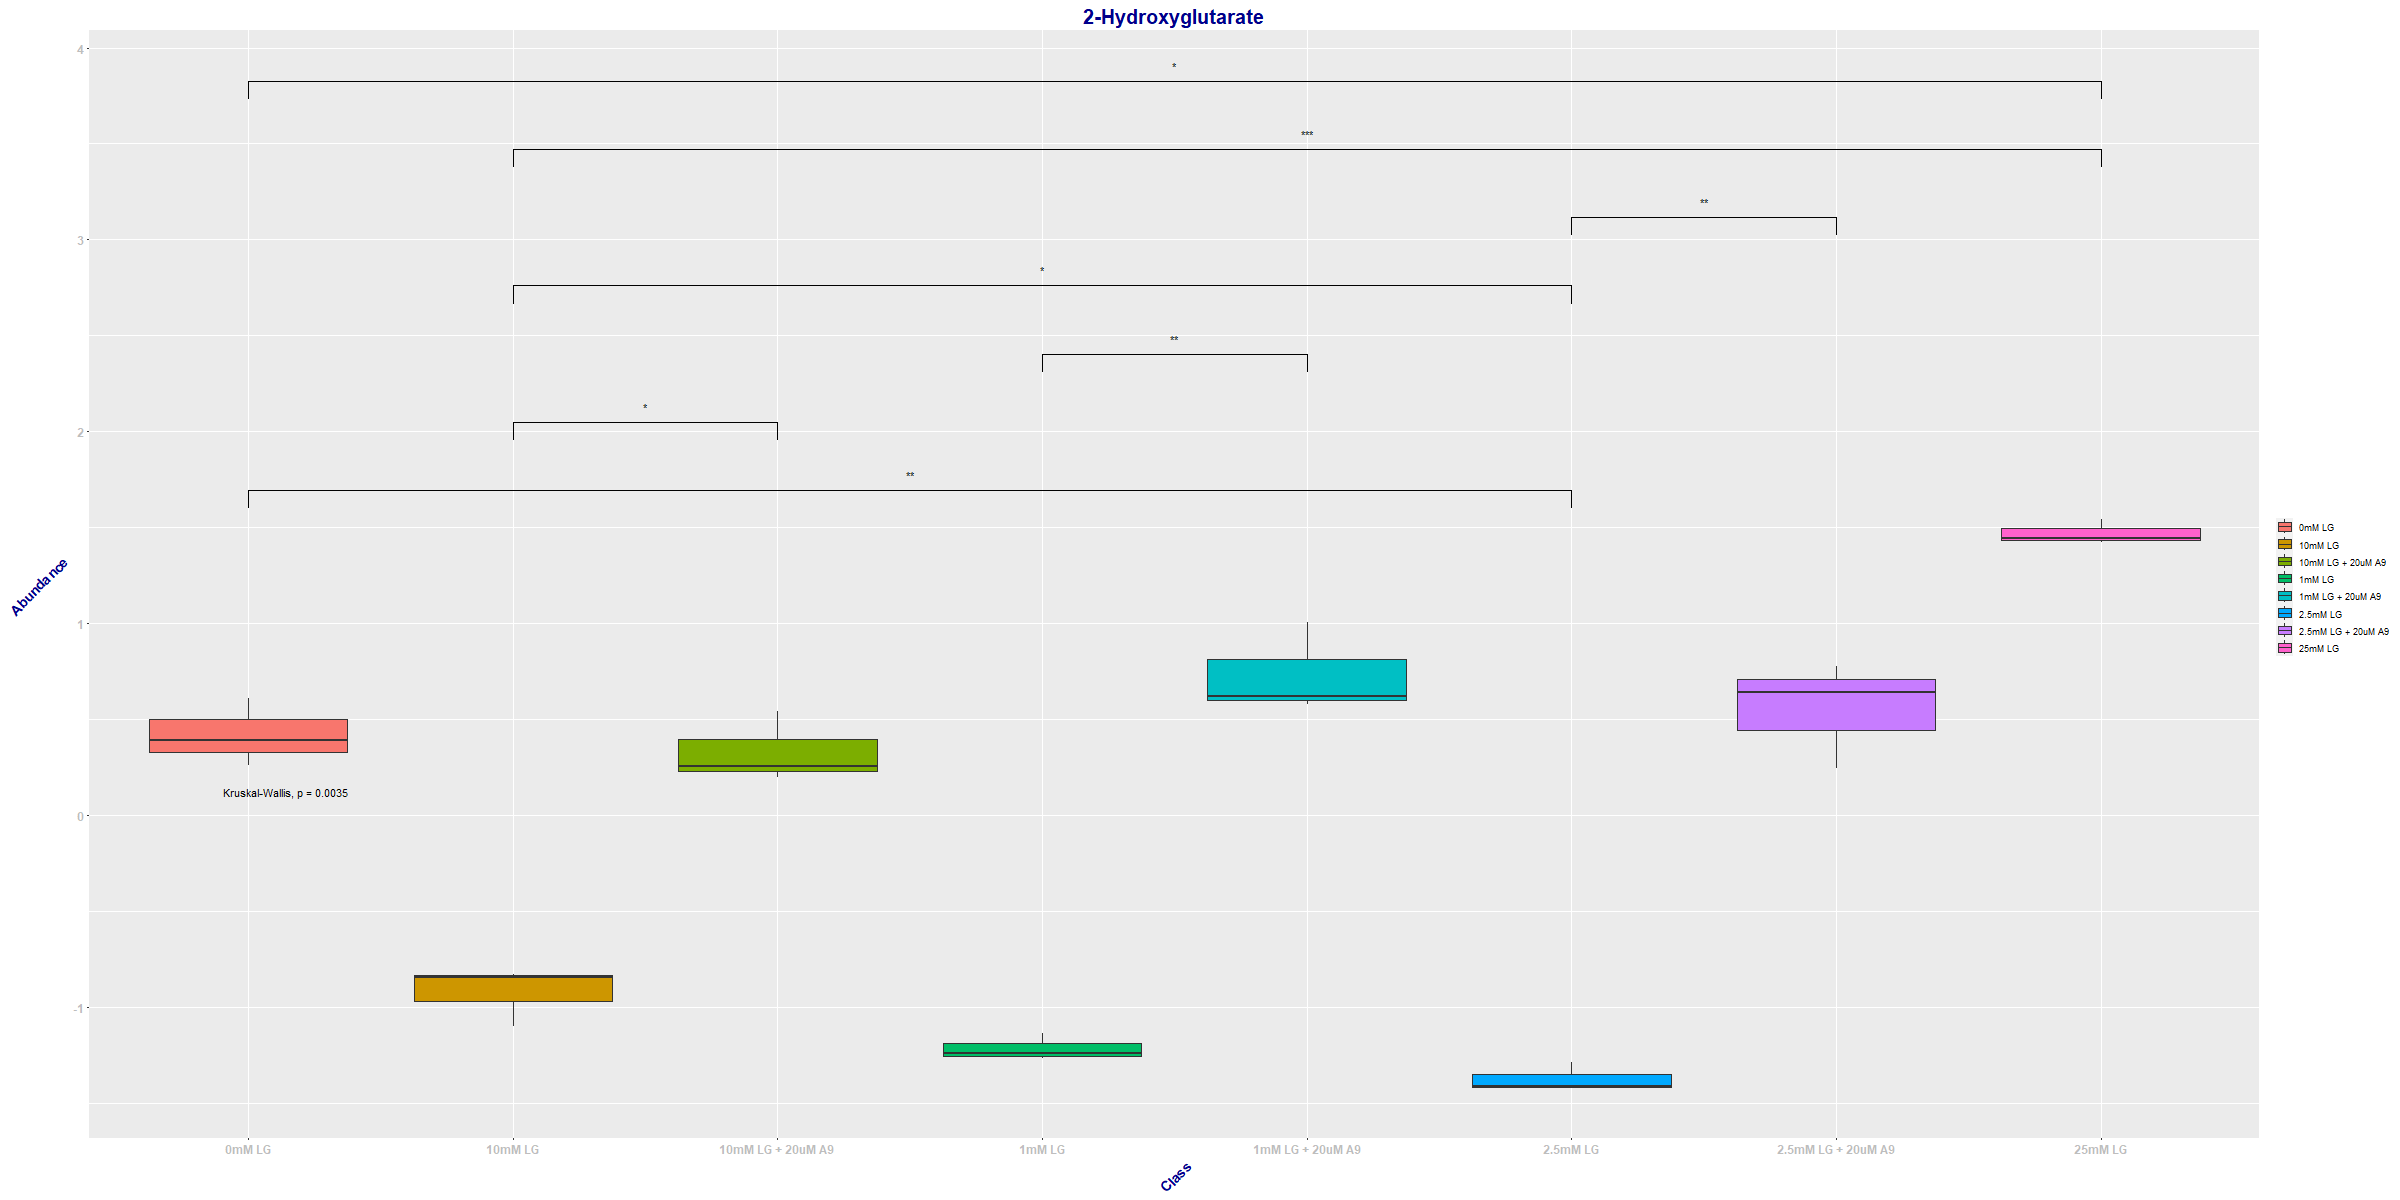 2-Hydroxyglutarate
4
*
***
**
3
*
**
*
2
**
Abundance
1
Kruskal-Wallis, p = 0.0035
0
-1
0mM LG
10mM LG
10mM LG + 20uM A9
1mM LG
1mM LG + 20uM A9
2.5mM LG
2.5mM LG + 20uM A9
25mM LG
Class
0mM LG
10mM LG
10mM LG + 20uM A9
1mM LG
1mM LG + 20uM A9
2.5mM LG
2.5mM LG + 20uM A9
25mM LG